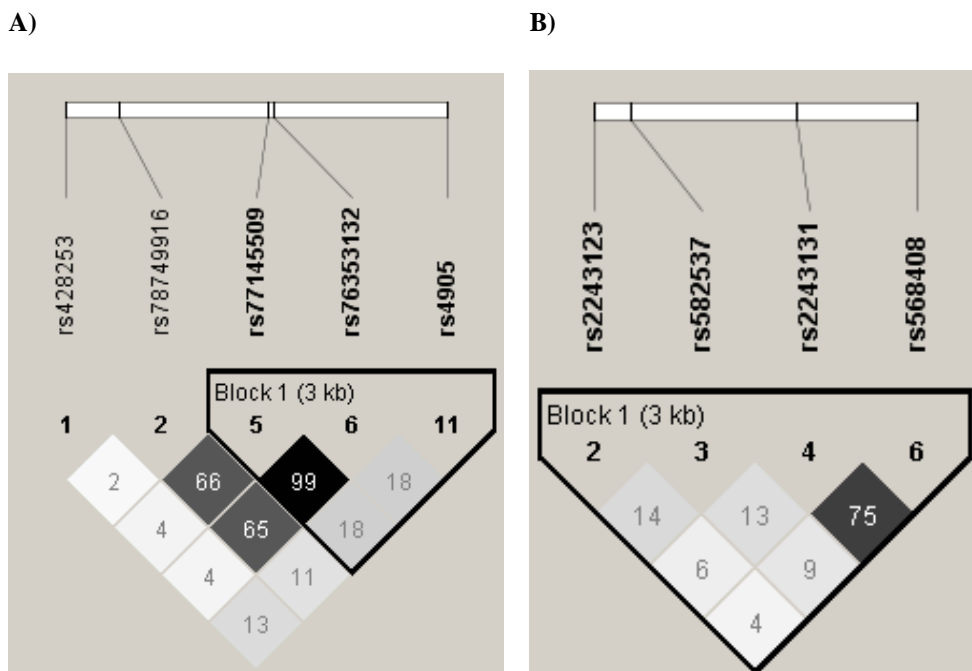 A)
B)
rs428253
rs78749916
rs77145509
rs76353132
rs4905
Block 1 (3 kb)
1 2 5 6 11
2 66 99 18
4 65 18
4 11
13
rs2243123
rs582537
rs2243131
rs568408
Block 1 (3 kb)
2 3 4 6
14 13 75
6 9
4